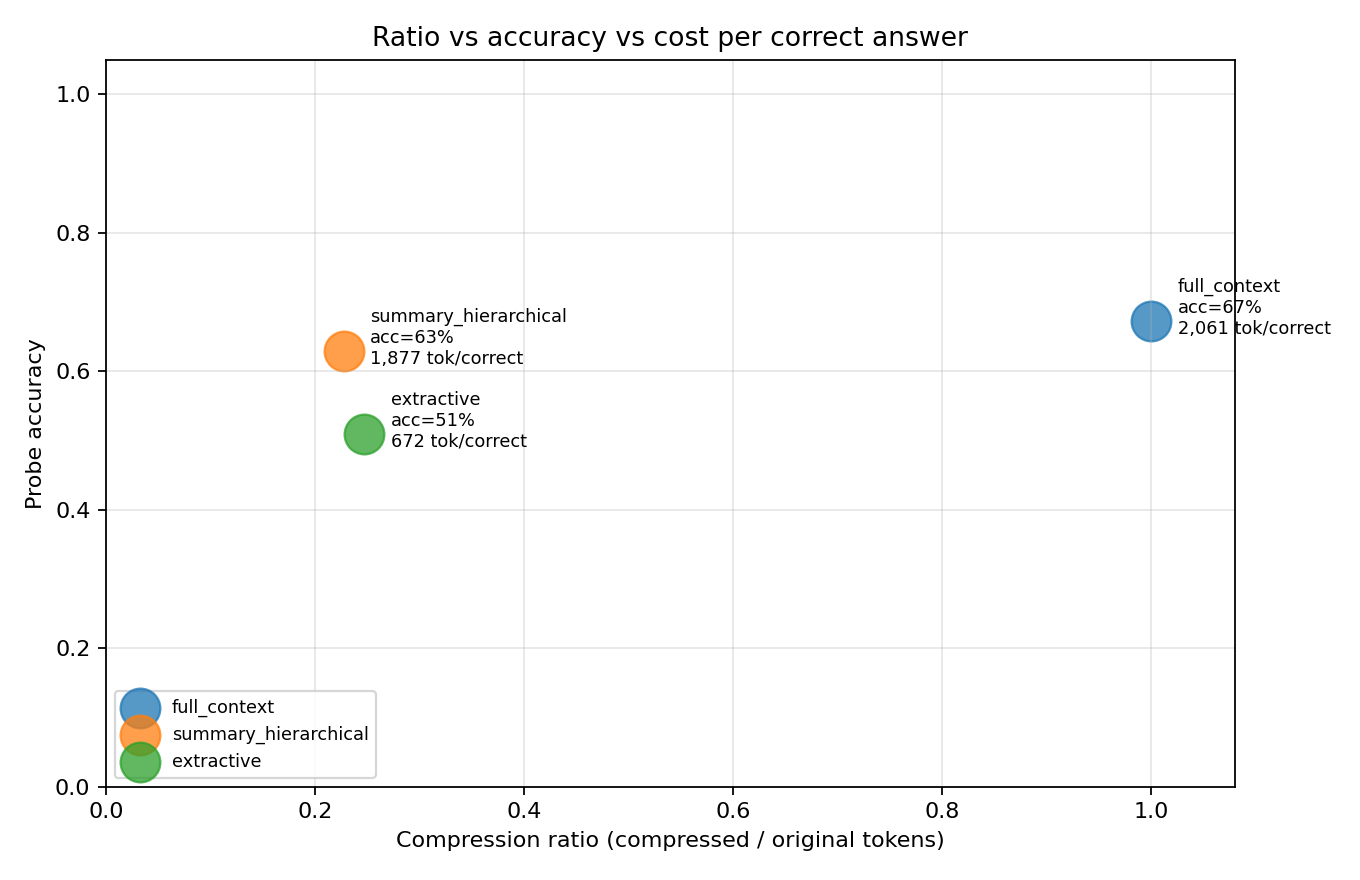 Ratio vs accuracy vs cost per correct answer
Probe accuracy
1.0
0.8
0.6
0.4
0.2
0.0
full_context
acc=67%
2,061 tok/correct
summary_hierarchical
acc=63%
1,877 tok/correct
extractive
acc=51%
672 tok/correct
full_context
summary_hierarchical
extractive
0.0 0.2 0.4 0.6 0.8 1.0
Compression ratio (compressed / original tokens)